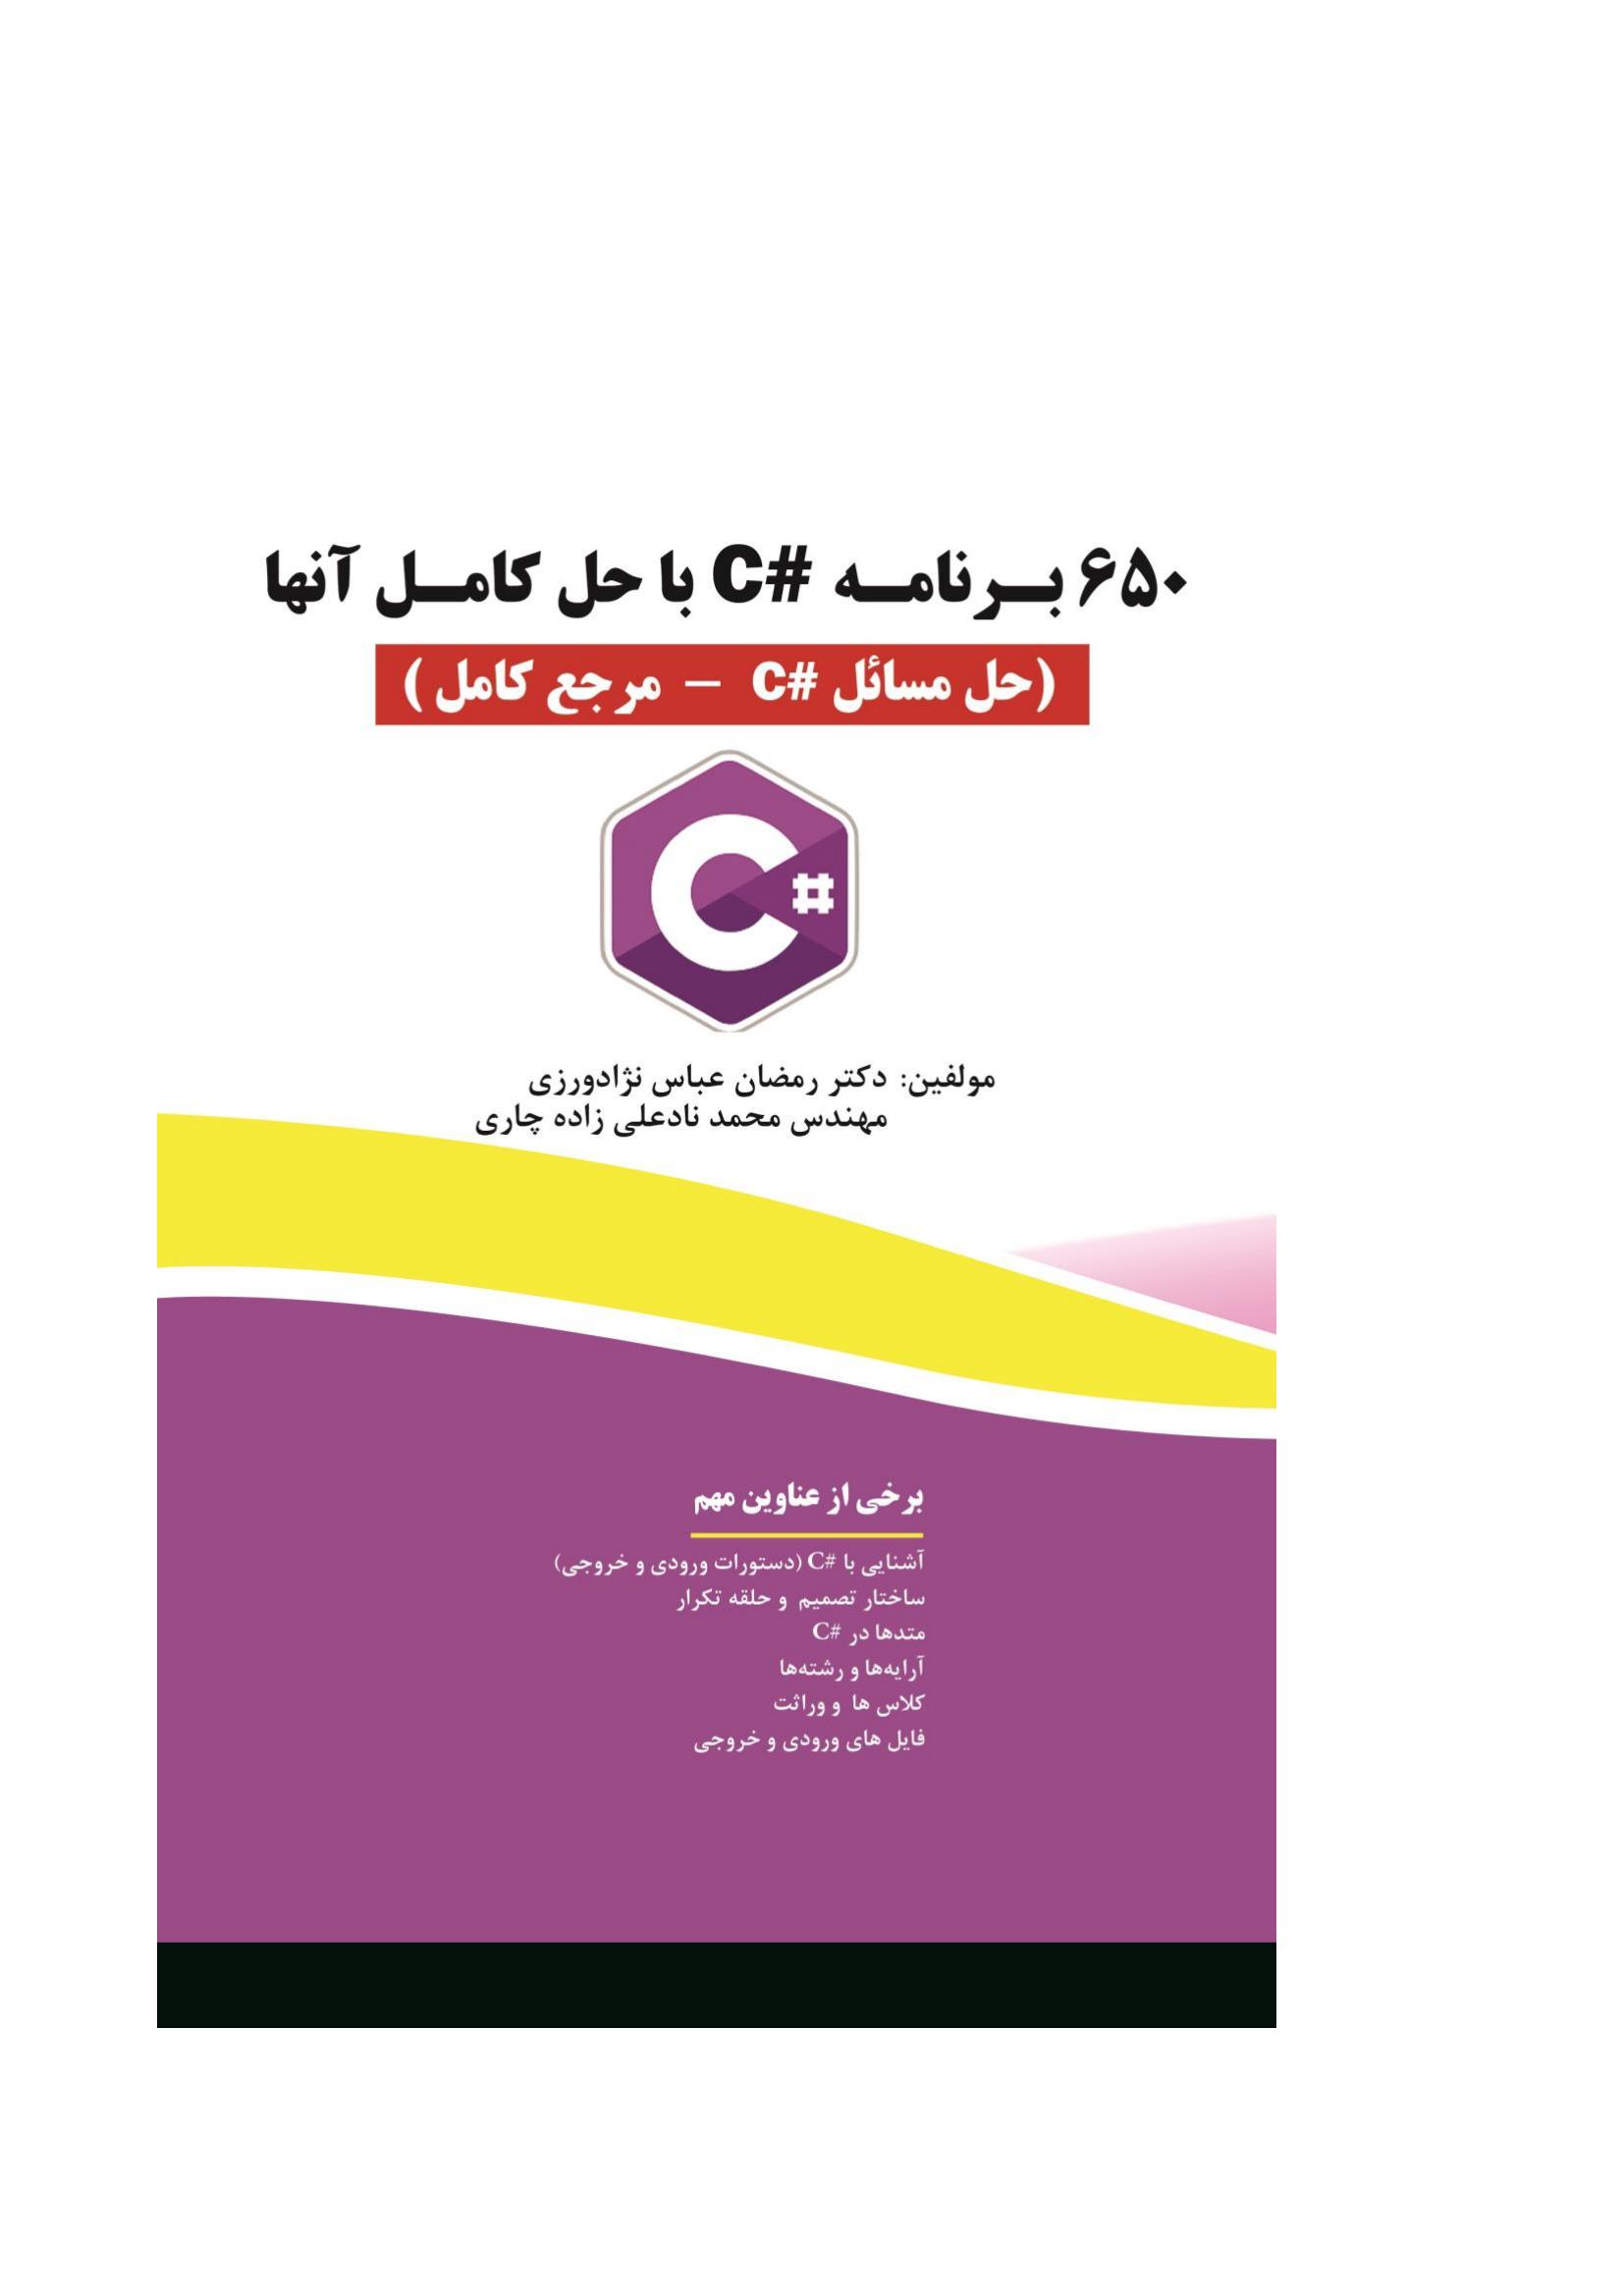 ۶۵۰ برنامه C# با حل کامل آنها
(حل مسائل C# – مرجع کامل)
C#
مولفین: دکتر رمضان عباس نژادورزی
مهندس محمد نادعلی زاده چاری
برخی از عناوین مهم
آشنایی با C# (دستورات ورودی و خروجی)
ساختار تصمیم و حلقه تکرار
متدها در C#
آرایه‌ها و رشته‌ها
کلاس ها و وراثت
فایل های ورودی و خروجی